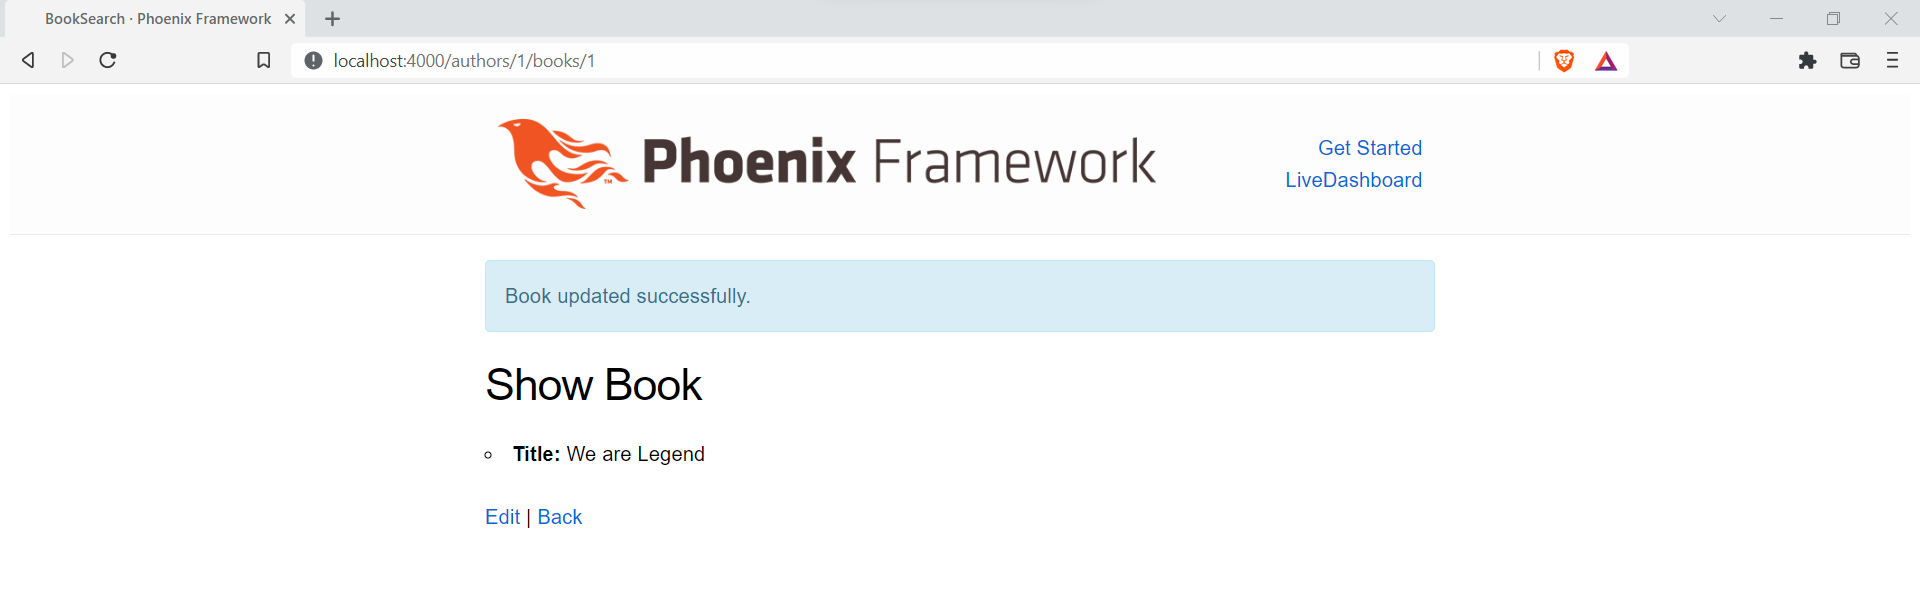 BookSearch · Phoenix Framework
localhost:4000/authors/1/books/1
Phoenix Framework
TM
Get Started
LiveDashboard
Book updated successfully.
Show Book
Title: We are Legend
Edit | Back